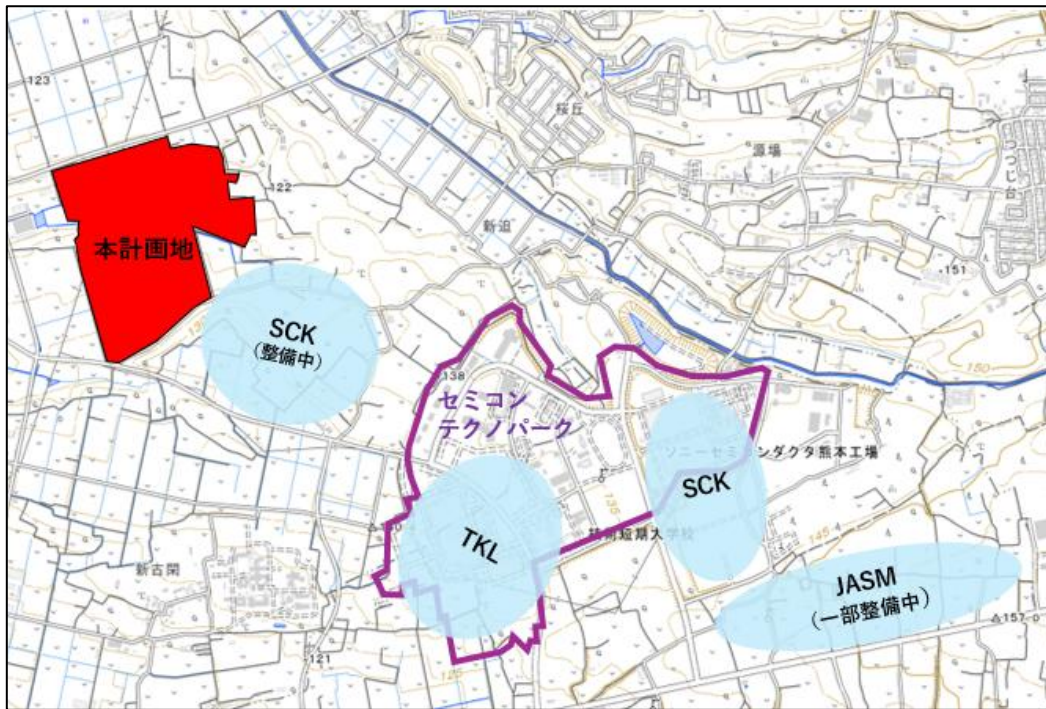 123
桜丘
源場
つつじ台
122
本計画地
新迫
151
SCK
(整備中)
138
150
セミコン
テクノパーク
ソニーセミコンダクタ熊本工場
SCK
135
TKL
145
JASM
(一部整備中)
新古閑
157
121
125